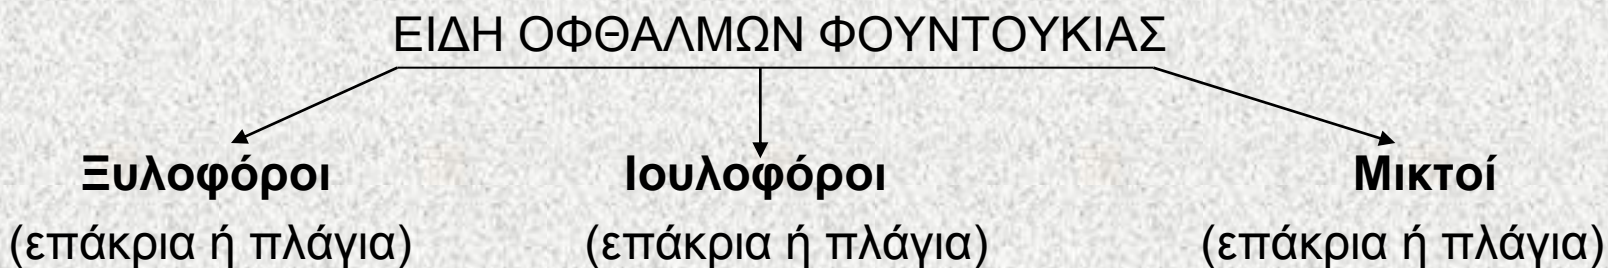 ΕΙΔΗ ΟΦΘΑΛΜΩΝ ΦΟΥΝΤΟΥΚΙΑΣ
Ξυλοφόροι Ιουλοφόροι Μικτοί
(επάκρια ή πλάγια) (επάκρια ή πλάγια) (επάκρια ή πλάγια)